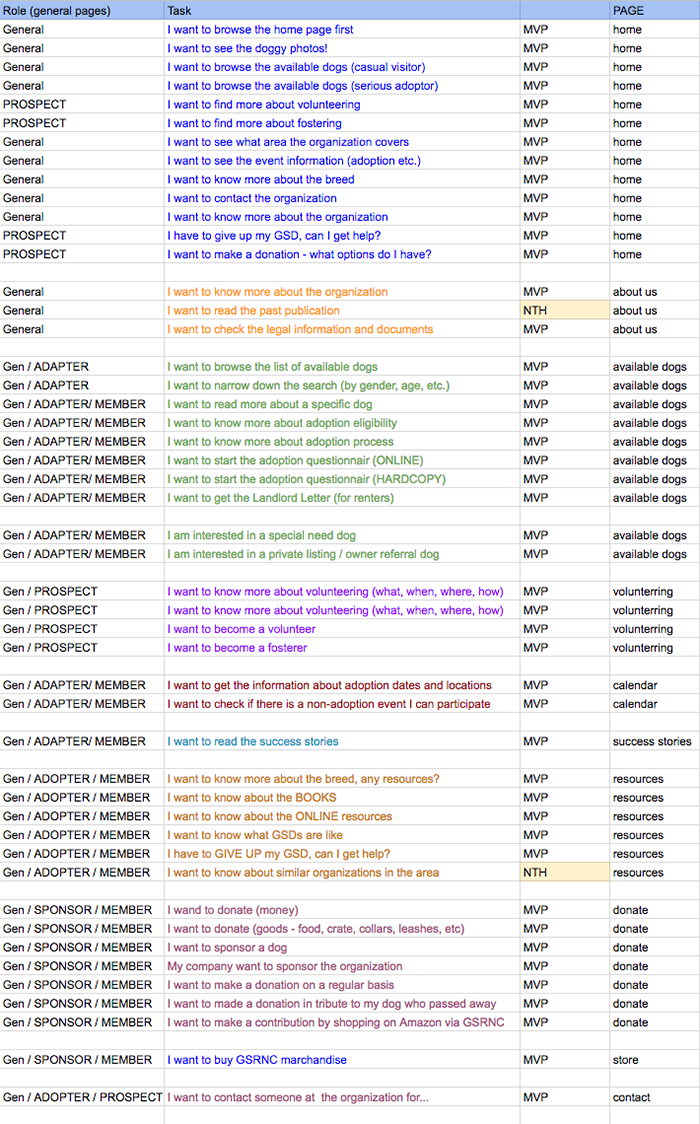 Role (general pages) Task PAGE
General I want to browse the home page first MVP home
General I want to see the doggy photos! MVP home
General I want to browse the available dogs (casual visitor) MVP home
General I want to browse the available dogs (serious adoptor) MVP home
PROSPECT I want to find more about volunteering MVP home
PROSPECT I want to find more about fostering MVP home
General I want to see what area the organization covers MVP home
General I want to see the event information (adoption etc.) MVP home
General I want to know more about the breed MVP home
General I want to contact the organization MVP home
General I want to know more about the organization MVP home
PROSPECT I have to give up my GSD, can I get help? MVP home
PROSPECT I want to make a donation - what options do I have? MVP home
General I want to know more about the organization MVP about us
General I want to read the past publication NTH about us
General I want to check the legal information and documents MVP about us
Gen / ADAPTER I want to browse the list of available dogs MVP available dogs
Gen / ADAPTER I want to narrow down the search (by gender, age, etc.) MVP available dogs
Gen / ADAPTER/ MEMBER I want to read more about a specific dog MVP available dogs
Gen / ADAPTER/ MEMBER I want to know more about adoption eligibility MVP available dogs
Gen / ADAPTER/ MEMBER I want to know more about adoption process MVP available dogs
Gen / ADAPTER/ MEMBER I want to start the adoption questionnair (ONLINE) MVP available dogs
Gen / ADAPTER/ MEMBER I want to start the adoption questionnair (HARDCOPY) MVP available dogs
Gen / ADAPTER/ MEMBER I want to get the Landlord Letter (for renters) MVP available dogs
Gen / ADAPTER/ MEMBER I am interested in a special need dog MVP available dogs
Gen / ADAPTER/ MEMBER I am interested in a private listing / owner referral dog MVP available dogs
Gen / PROSPECT I want to know more about volunteering (what, when, where, how) MVP volunterring
Gen / PROSPECT I want to know more about volunteering (what, when, where, how) MVP volunterring
Gen / PROSPECT I want to become a volunteer MVP volunterring
Gen / PROSPECT I want to become a fosterer MVP volunterring
Gen / ADAPTER/ MEMBER I want to get the information about adoption dates and locations MVP calendar
Gen / ADAPTER/ MEMBER I want to check if there is a non-adoption event I can participate MVP calendar
Gen / ADAPTER/ MEMBER I want to read the success stories MVP success stories
Gen / ADOPTER / MEMBER I want to know more about the breed, any resources? MVP resources
Gen / ADOPTER / MEMBER I want to know about the BOOKS MVP resources
Gen / ADOPTER / MEMBER I want to know about the ONLINE resources MVP resources
Gen / ADOPTER / MEMBER I want to know what GSDs are like MVP resources
Gen / ADOPTER / MEMBER I have to GIVE UP my GSD, can I get help? MVP resources
Gen / ADOPTER / MEMBER I want to know about similar organizations in the area NTH resources
Gen / SPONSOR / MEMBER I wand to donate (money) MVP donate
Gen / SPONSOR / MEMBER I want to donate (goods - food, crate, collars, leashes, etc) MVP donate
Gen / SPONSOR / MEMBER I want to sponsor a dog MVP donate
Gen / SPONSOR / MEMBER My company want to sponsor the organization MVP donate
Gen / SPONSOR / MEMBER I want to make a donation on a regular basis MVP donate
Gen / SPONSOR / MEMBER I want to made a donation in tribute to my dog who passed away MVP donate
Gen / SPONSOR / MEMBER I want to make a contribution by shopping on Amazon via GSRNC MVP donate
Gen / SPONSOR / MEMBER I want to buy GSRNC marchandise MVP store
Gen / ADOPTER / PROSPECT I want to contact someone at the organization for... MVP contact